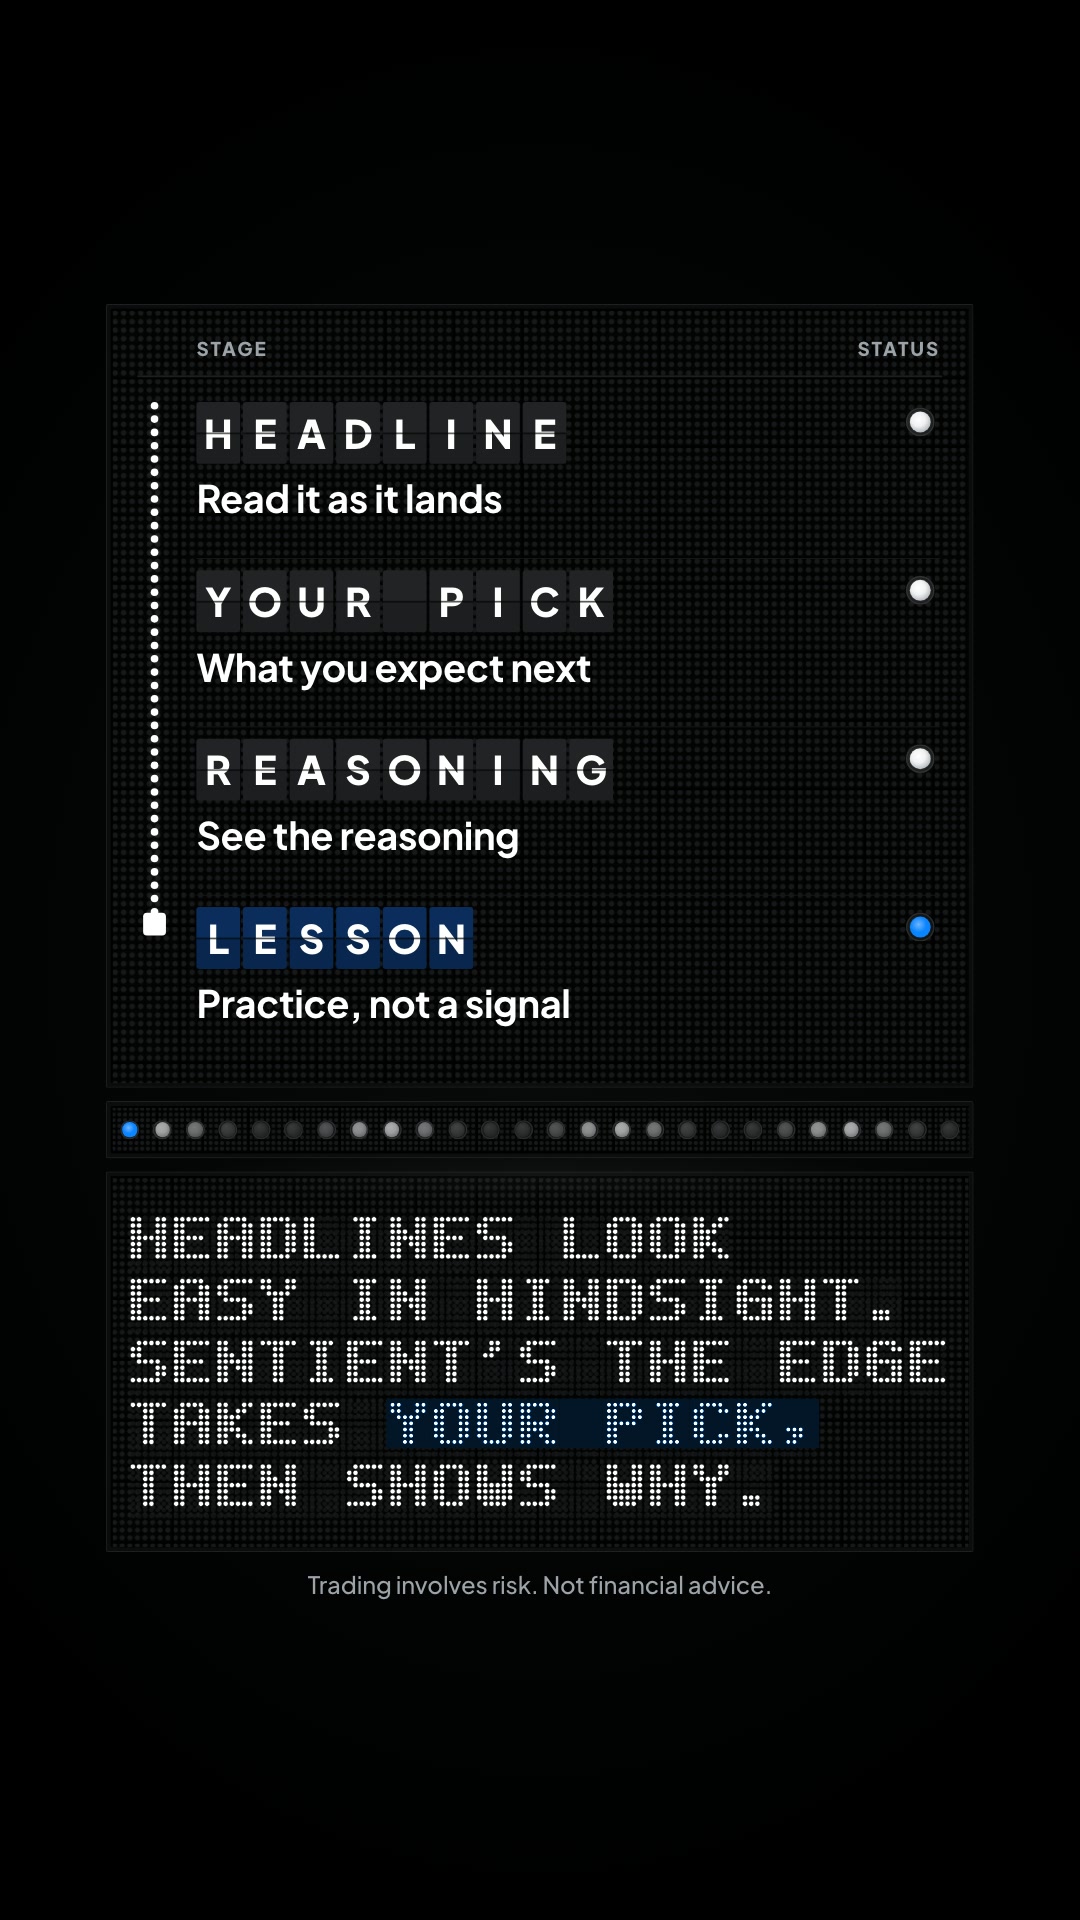 STAGE STATUS
HEADLINE
Read it as it lands
YOUR PICK
What you expect next
REASONING
See the reasoning
LESSON
Practice, not a signal
HEADLINES LOOK
EASY IN HINDSIGHT.
SENTIENT’S THE EDGE
TAKES YOUR PICK.
THEN SHOWS WHY.
Trading involves risk. Not financial advice.